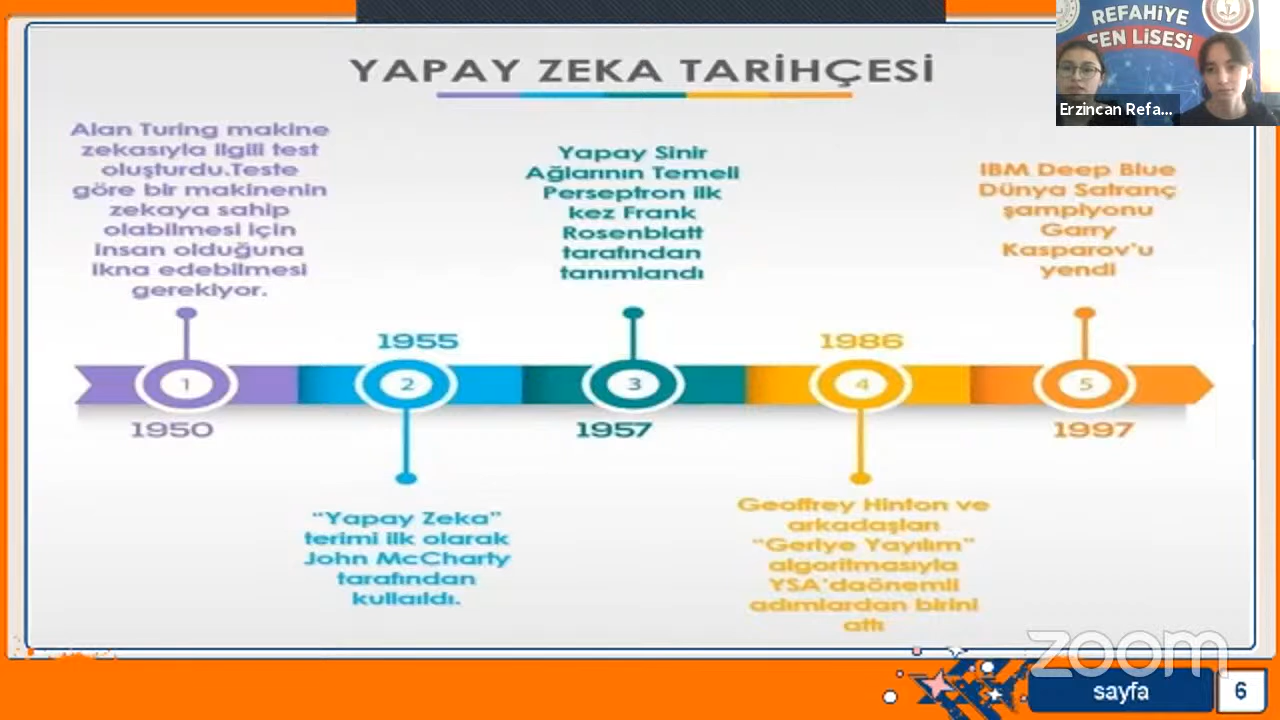 YAPAY ZEKA TARİHÇESİ
REFAHİYE
FEN LİSESİ
Erzincan Refa...
Alan Turing makine
zekasıyla ilgili test
oluşturdu.Teste
göre bir makinenin
zekaya sahip
olabilmesi için
insan olduğuna
ikna edebilmesi
gerekiyor.
1
1950
1955
2
"Yapay Zeka"
terimi ilk olarak
John McCharty
tarafından
kullaıldı.
Yapay Sinir
Ağlarının Temeli
Perseptron ilk
kez Frank
Rosenblatt
tarafından
tanımlandı
3
1957
1986
4
Geoffrey Hinton ve
arkadaşları
"Geriye Yayılım"
algoritmasıyla
YSA'daönemli
adımlardan birini
attı
IBM Deep Blue
Dünya Satranç
şampiyonu
Garry
Kasparov'u
yendi
5
1997
zoom
sayfa
6